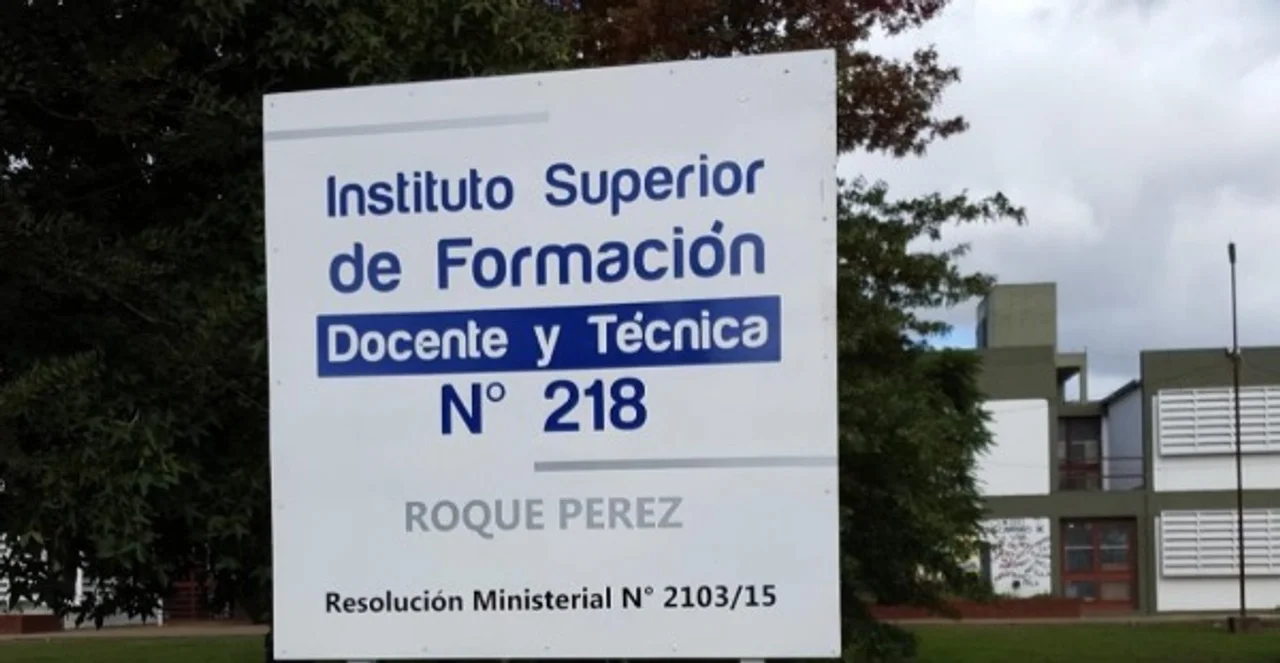 Instituto Superior
de Formación
Docente y Técnica
N° 218
ROQUE PEREZ
Resolución Ministerial N° 2103/15